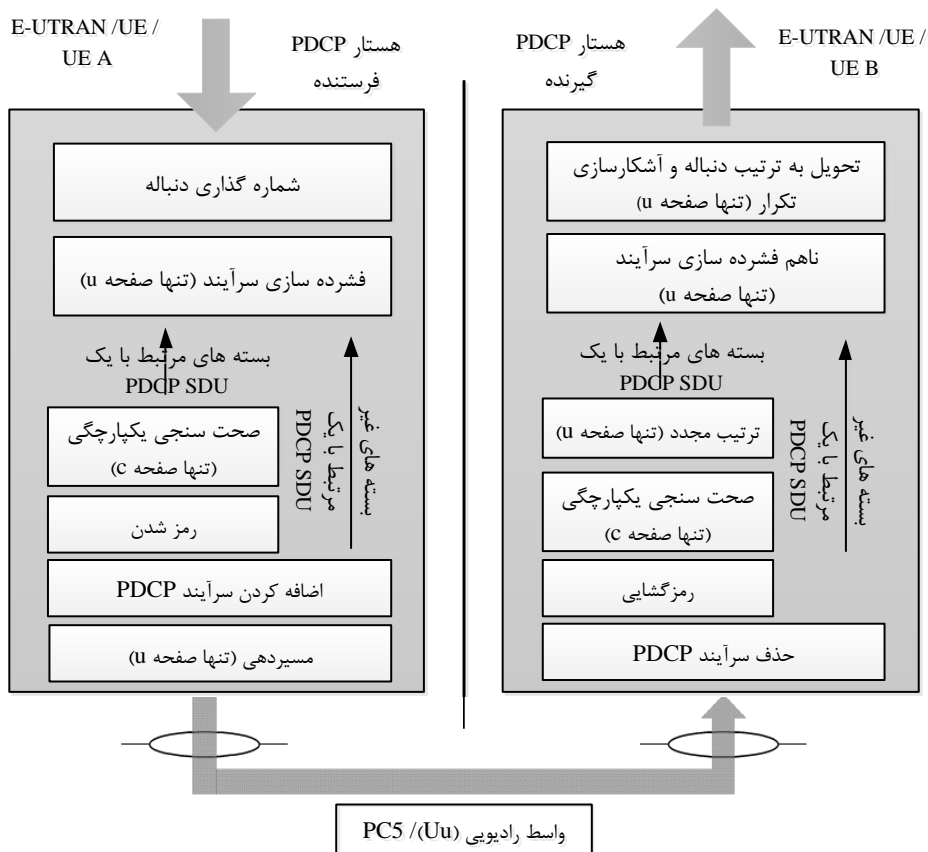 E-UTRAN /UE /
UE A
هستار PDCP
فرستنده
شماره گذاری دنباله
فشرده سازی سرآیند (تنها صفحه u)
بسته های مرتبط با یک
PDCP SDU
بسته های غیر
مرتبط با یک
PDCP SDU
صحت سنجی یکپارچگی
(تنها صفحه c)
رمز شدن
اضافه کردن سرآیند PDCP
مسیردهی (تنها صفحه u)
هستار PDCP
گیرنده
E-UTRAN /UE /
UE B
تحویل به ترتیب دنباله و آشکارسازی
تکرار (تنها صفحه u)
ناهم فشرده سازی سرآیند
(تنها صفحه u)
بسته های مرتبط با یک
PDCP SDU
بسته های غیر
مرتبط با یک
PDCP SDU
ترتیب مجدد (تنها صفحه u)
صحت سنجی یکپارچگی
(تنها صفحه c)
رمزگشایی
حذف سرآیند PDCP
واسط رادیویی (Uu)/ PC5